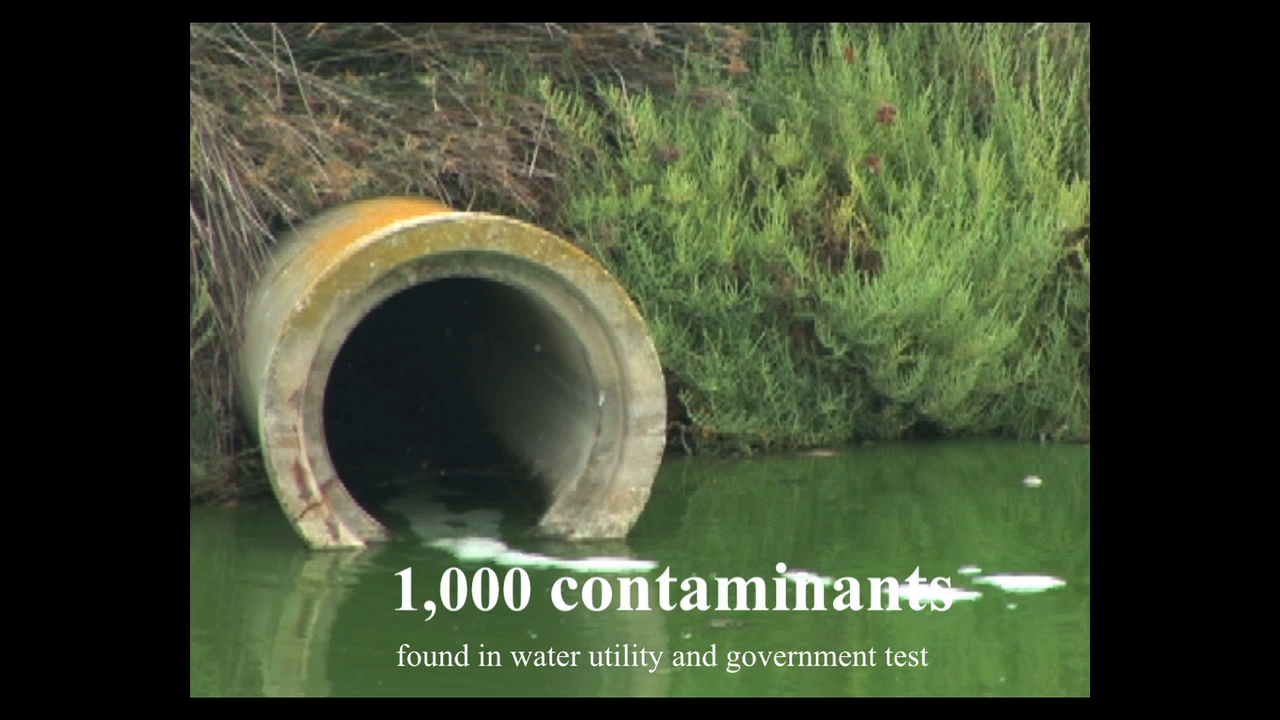 1,000 contaminants
found in water utility and government test